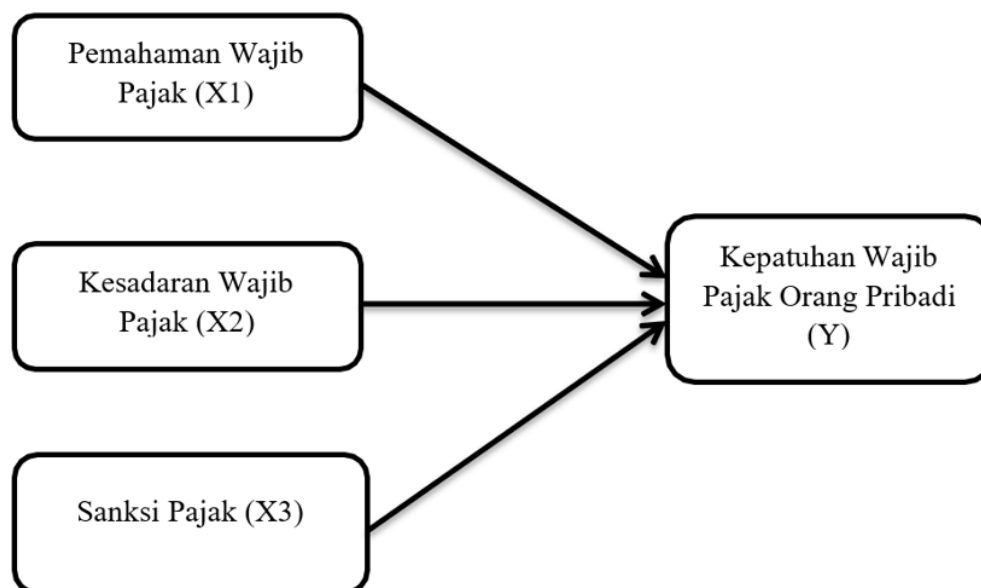 Pemahaman Wajib
Pajak (X1)
Kesadaran Wajib
Pajak (X2)
Sanksi Pajak (X3)
Kepatuhan Wajib
Pajak Orang Pribadi
(Y)